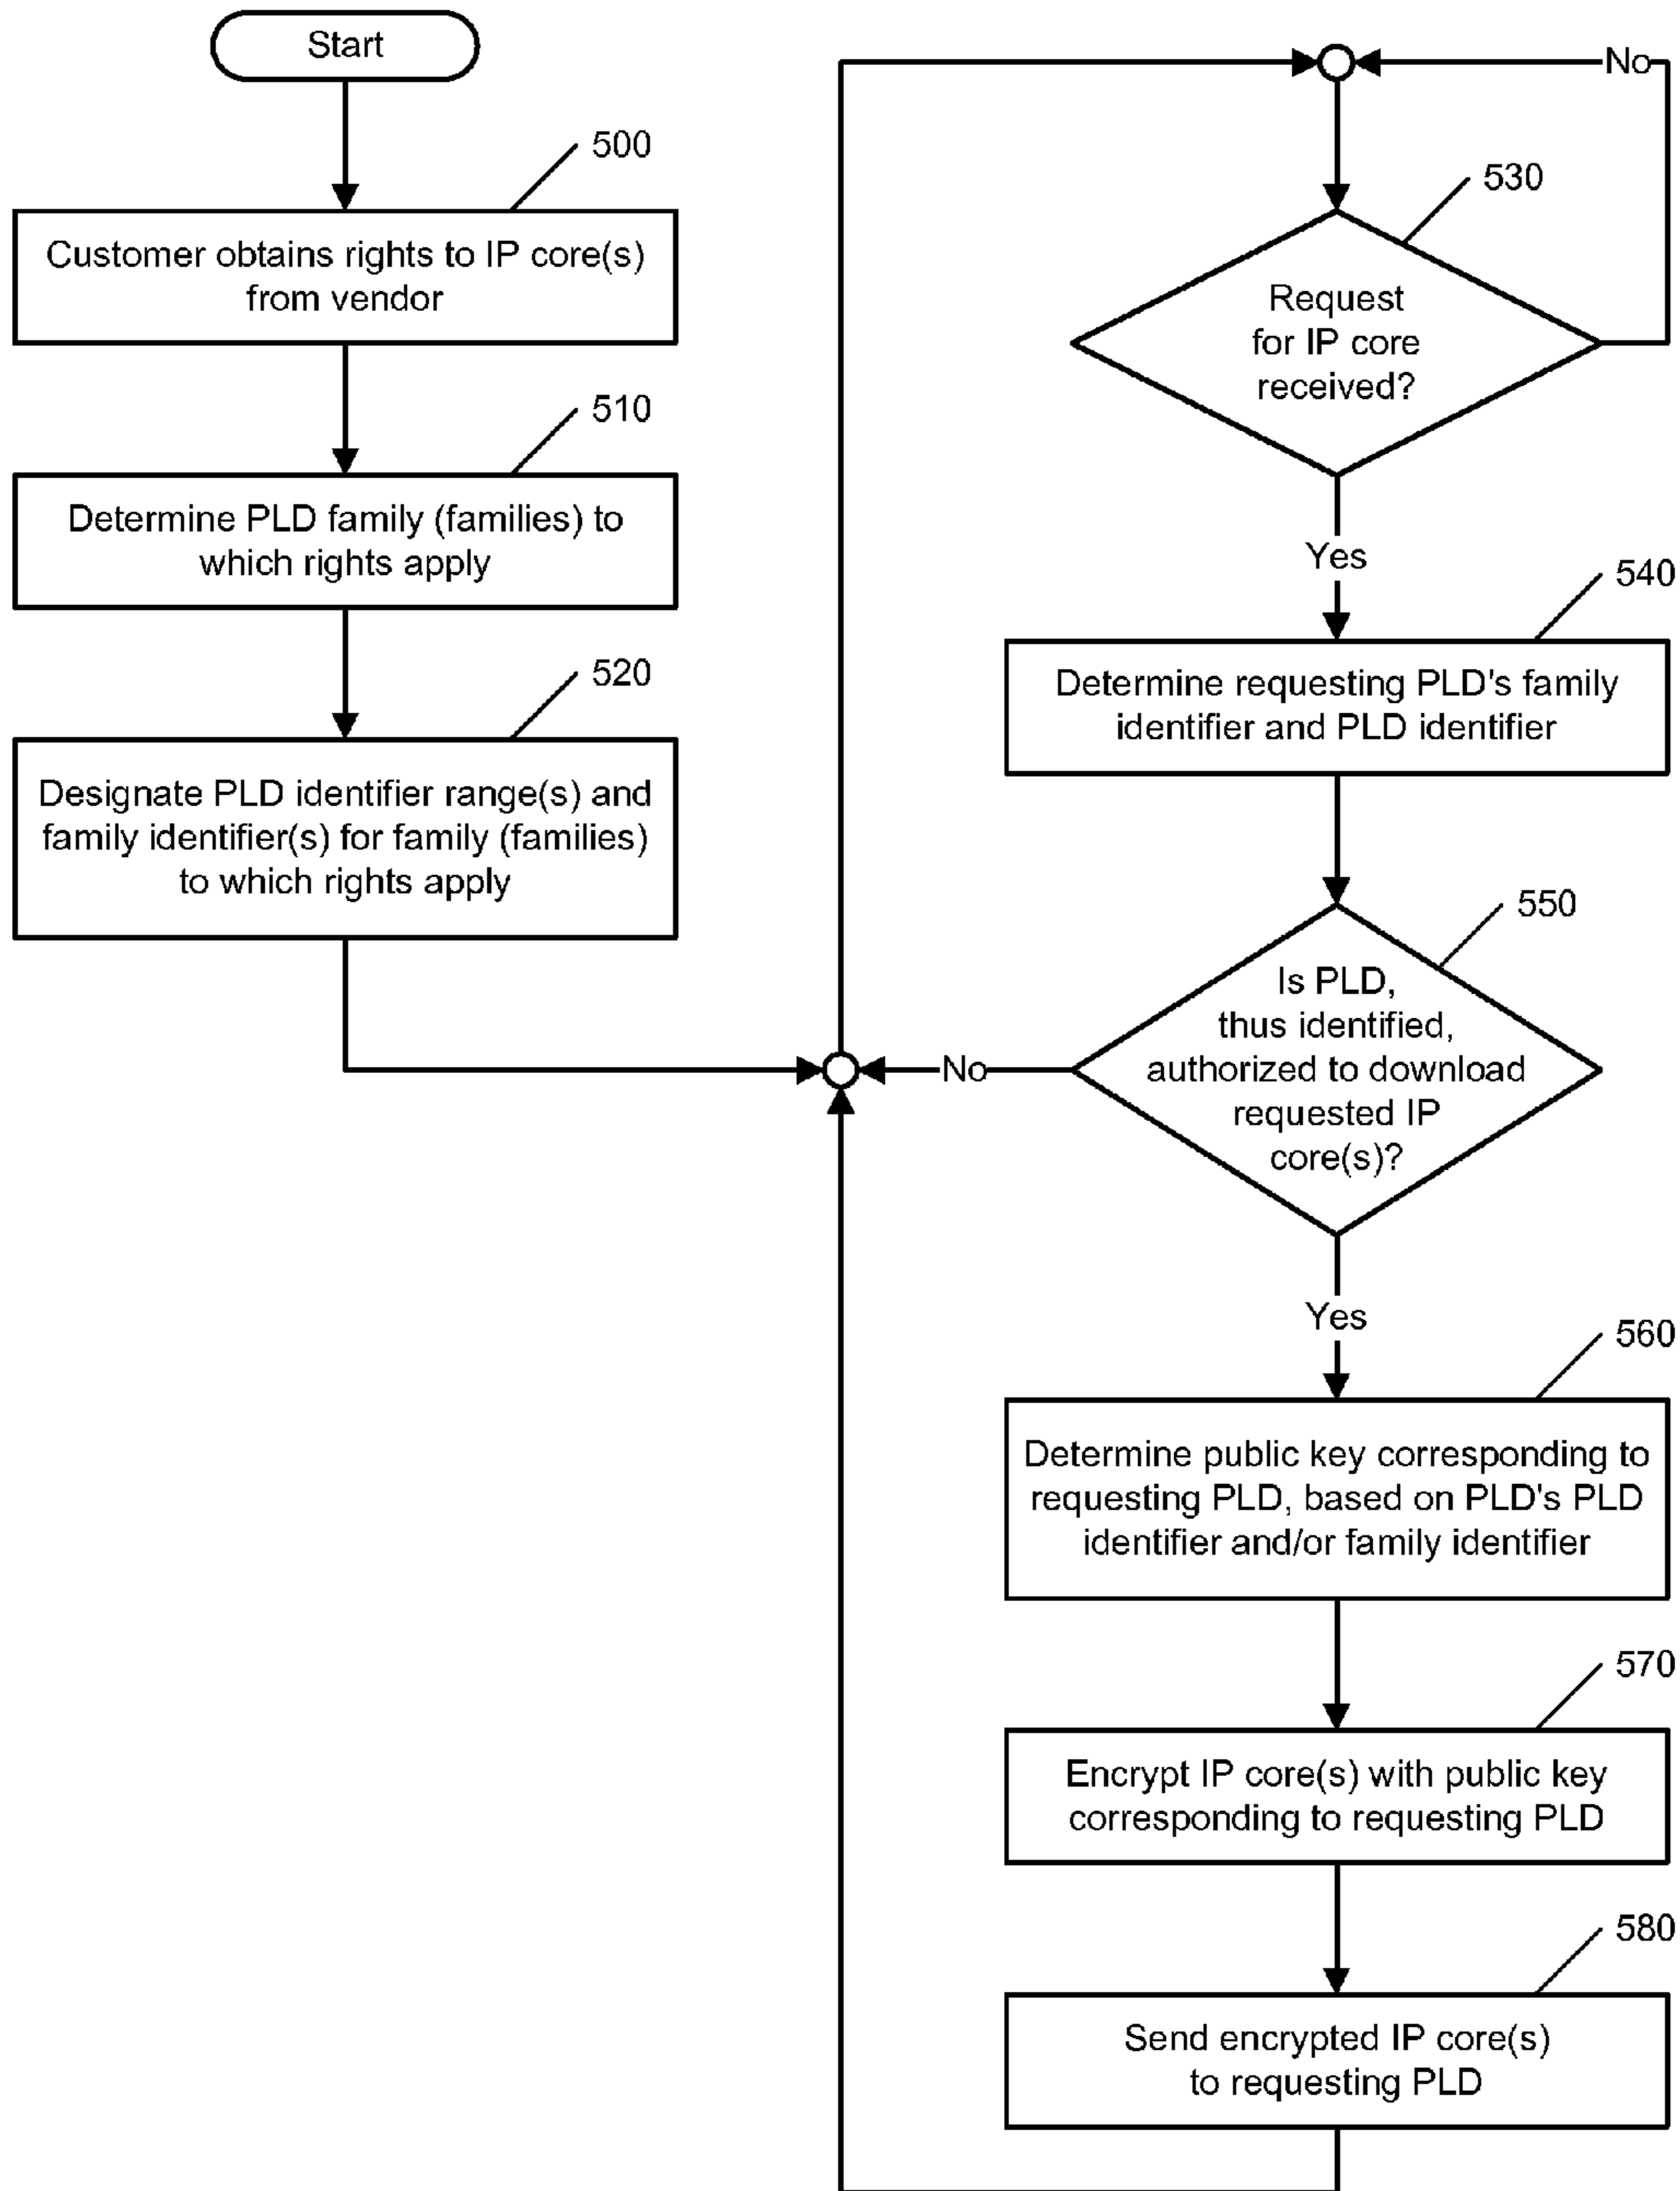 Start
500
Customer obtains rights to IP core(s)
from vendor
510
Determine PLD family (families) to
which rights apply
520
Designate PLD identifier range(s) and
family identifier(s) for family (families)
to which rights apply
No
530
Request
for IP core
received?
Yes
540
Determine requesting PLD's family
identifier and PLD identifier
550
Is PLD,
thus identified,
authorized to download
requested IP
core(s)?
No
Yes
560
Determine public key corresponding to
requesting PLD, based on PLD's PLD
identifier and/or family identifier
570
Encrypt IP core(s) with public key
corresponding to requesting PLD
580
Send encrypted IP core(s)
to requesting PLD